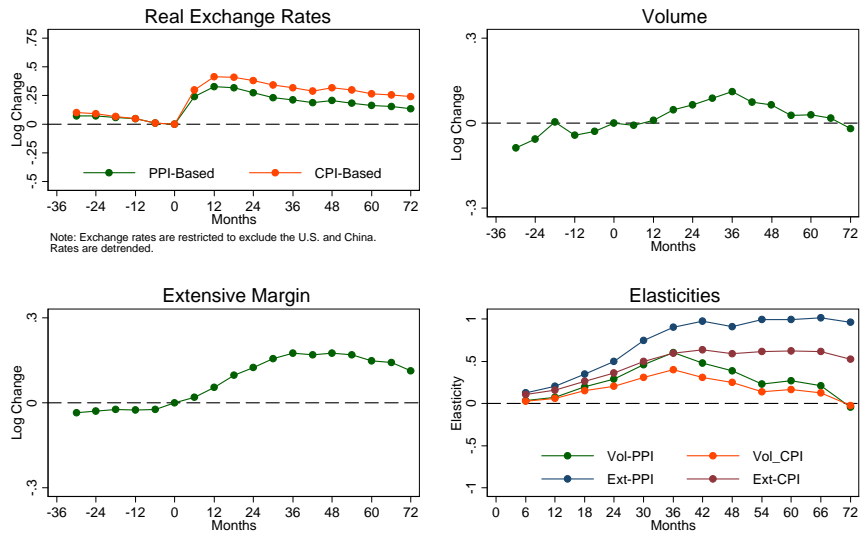 Real Exchange Rates
Log Change
.75
.5
.25
0
-.25
-.5
PPI-Based
CPI-Based
-36 -24 -12 0 12 24 36 48 60 72
Months
Note: Exchange rates are restricted to exclude the U.S. and China.
Rates are detrended.
Volume
Log Change
.3
0
-.3
-36 -24 -12 0 12 24 36 48 60 72
Months
Extensive Margin
Log Change
.3
0
-.3
-36 -24 -12 0 12 24 36 48 60 72
Months
Elasticities
Elasticity
1
.5
0
-.5
-1
Vol-PPI
Vol_CPI
Ext-PPI
Ext-CPI
0 6 12 18 24 30 36 42 48 54 60 66 72
Months